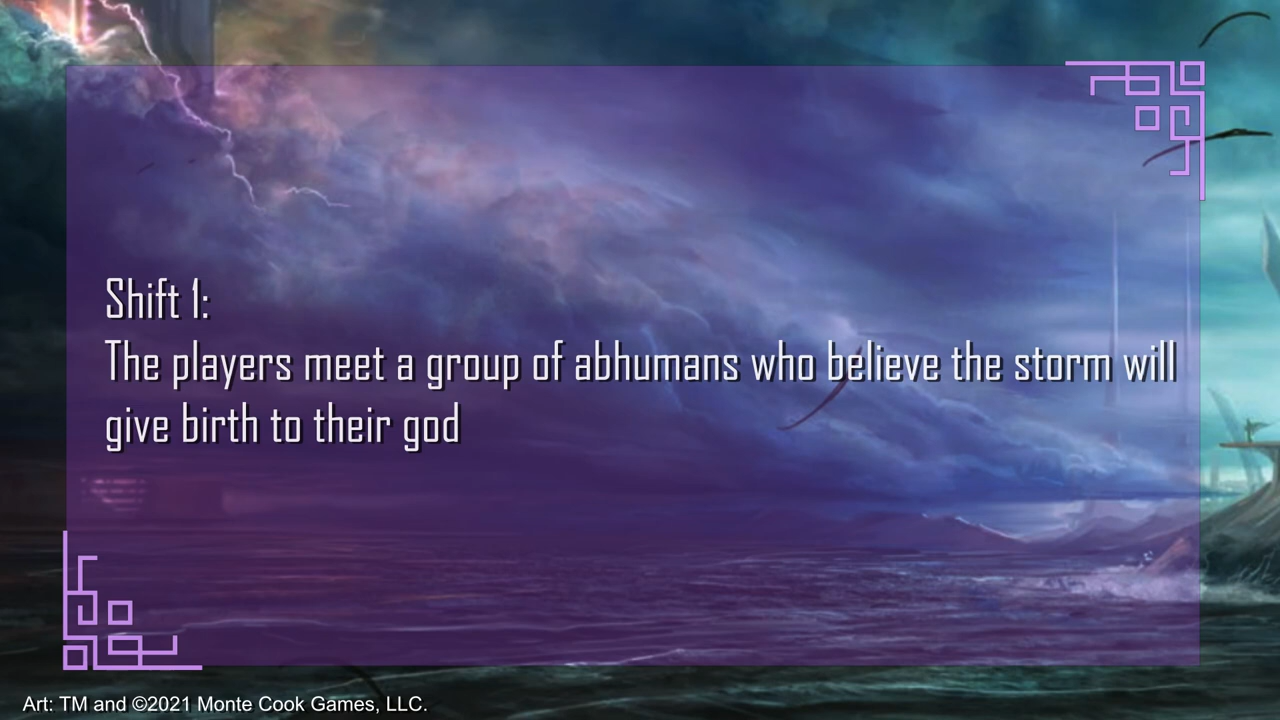 Shift 1:
The players meet a group of abhumans who believe the storm will
give birth to their god
Art: TM and ©2021 Monte Cook Games, LLC.